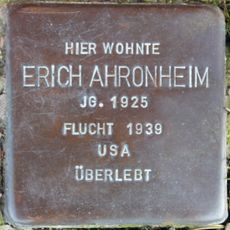 HIER WOHNTE
ERICH AHRONHEIM
JG. 1925
FLUCHT 1939
USA
ÜBERLEBT